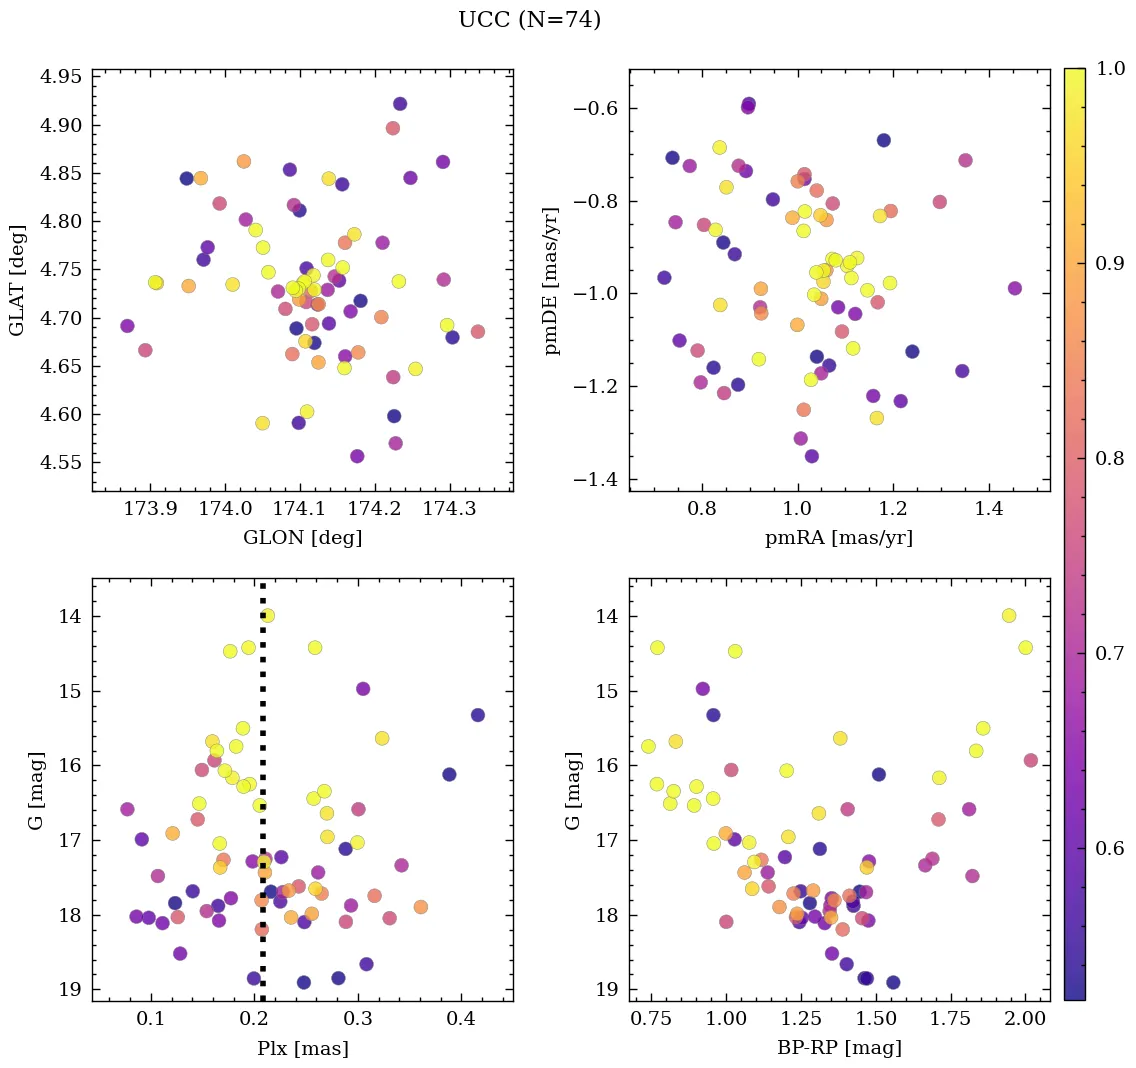 UCC (N=74)
4.95
4.90
4.85
4.80
4.75
4.70
4.65
4.60
4.55
GLAT [deg]
173.9 174.0 174.1 174.2 174.3
GLON [deg]
−0.6
−0.8
−1.0
−1.2
−1.4
pmDE [mas/yr]
0.8 1.0 1.2 1.4
pmRA [mas/yr]
1.0
0.9
0.8
0.7
0.6
14
15
16
17
18
19
G [mag]
0.1 0.2 0.3 0.4
Plx [mas]
14
15
16
17
18
19
G [mag]
0.75 1.00 1.25 1.50 1.75 2.00
BP-RP [mag]